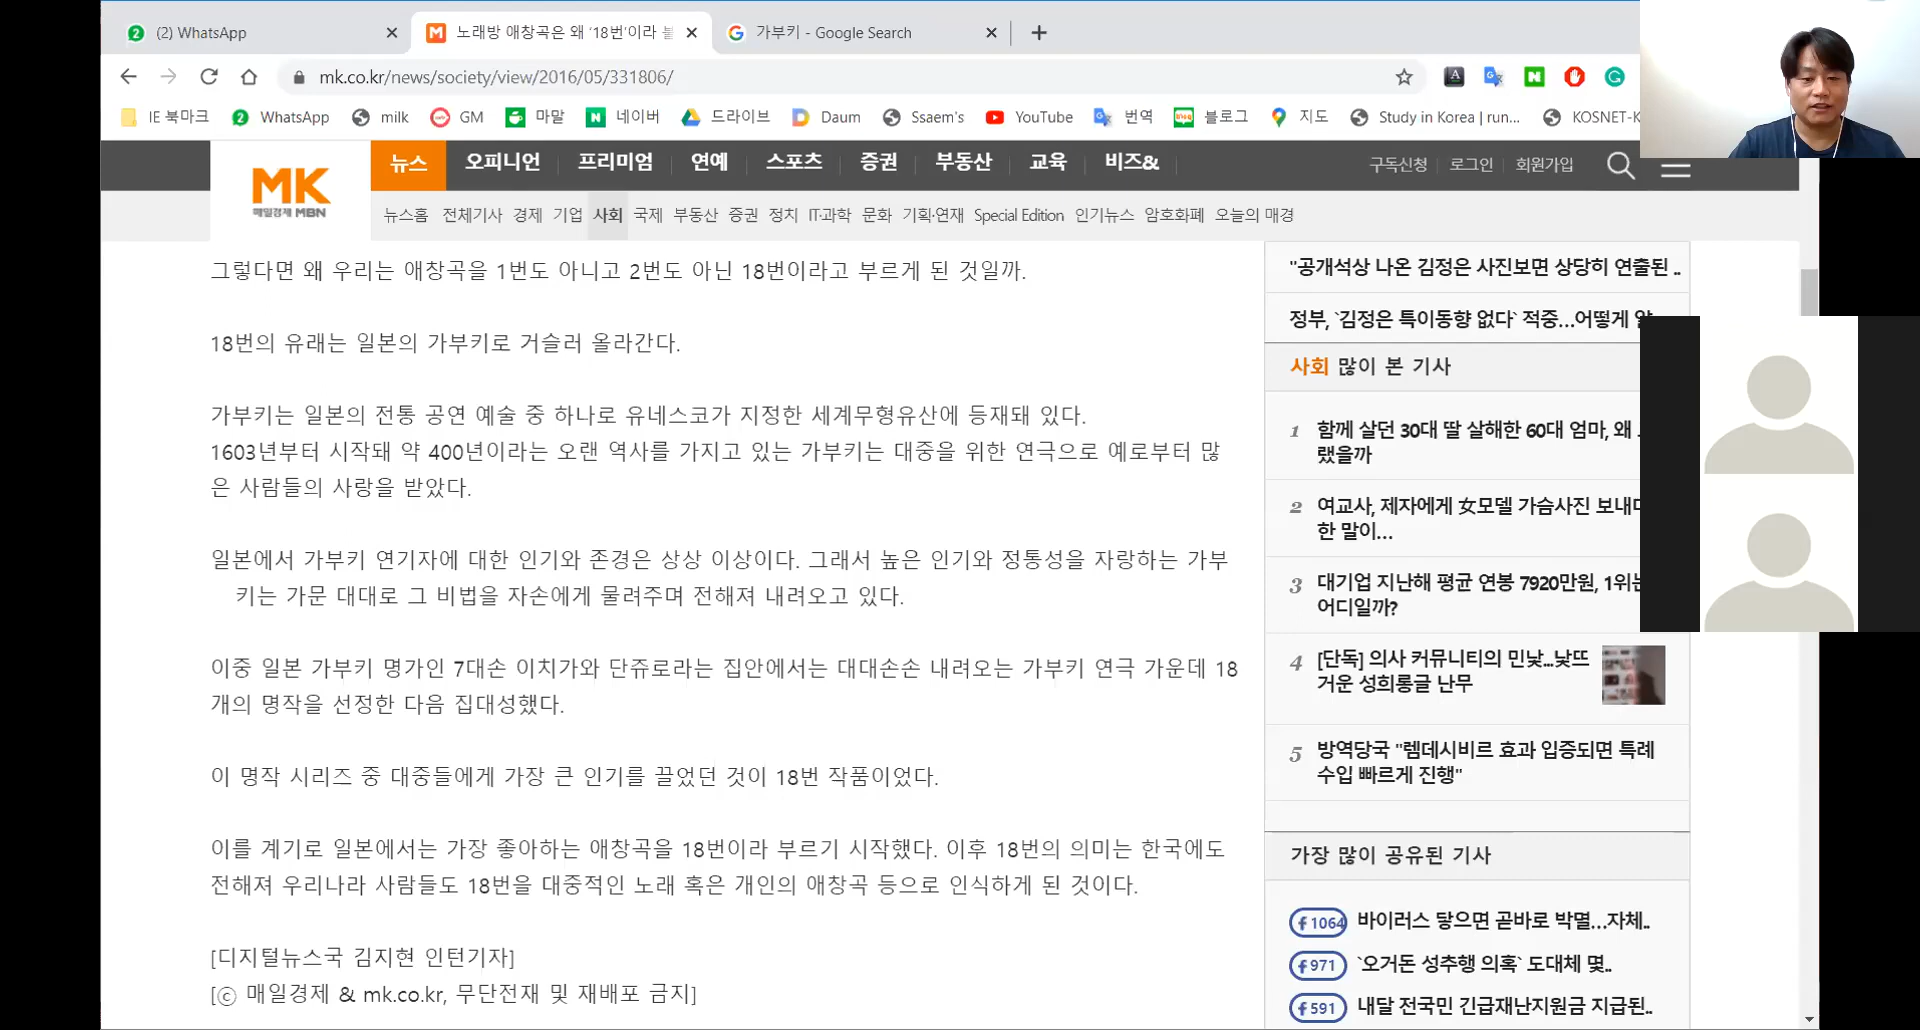 (2) WhatsApp
노래방 애창곡은 왜 '18번'이라
가부키 - Google Search
mk.co.kr/news/society/view/2016/05/331806/
IE 북마크
WhatsApp
milk
GM
마말
네이버
드라이브
Daum
Ssaem's
YouTube
번역
블로그
지도
Study in Korea | run...
KOSNET-K
MK
매일경제 MBN
뉴스
오피니언
프리미엄
연예
스포츠
증권
부동산
교육
비즈&
구독신청
로그인
회원가입
뉴스홈 전체기사 경제 기업 사회 국제 부동산 증권 정치 IT·과학 문화 기획·연재 Special Edition 인기뉴스 암호화폐 오늘의 매경
그렇다면 왜 우리는 애창곡을 1번도 아니고 2번도 아닌 18번이라고 부르게 된 것일까.
18번의 유래는 일본의 가부키로 거슬러 올라간다.
가부키는 일본의 전통 공연 예술 중 하나로 유네스코가 지정한 세계무형유산에 등재돼 있다.
1603년부터 시작돼 약 400년이라는 오랜 역사를 가지고 있는 가부키는 대중을 위한 연극으로 예로부터 많
은 사람들의 사랑을 받았다.
일본에서 가부키 연기자에 대한 인기와 존경은 상상 이상이다. 그래서 높은 인기와 정통성을 자랑하는 가부
키는 가문 대대로 그 비법을 자손에게 물려주며 전해져 내려오고 있다.
이중 일본 가부키 명가인 7대손 이치가와 단쥬로라는 집안에서는 대대손손 내려오는 가부키 연극 가운데 18
개의 명작을 선정한 다음 집대성했다.
이 명작 시리즈 중 대중들에게 가장 큰 인기를 끌었던 것이 18번 작품이었다.
이를 계기로 일본에서는 가장 좋아하는 애창곡을 18번이라 부르기 시작했다. 이후 18번의 의미는 한국에도
전해져 우리나라 사람들도 18번을 대중적인 노래 혹은 개인의 애창곡 등으로 인식하게 된 것이다.
[디지털뉴스국 김지현 인턴기자]
[ⓒ 매일경제 & mk.co.kr, 무단전재 및 재배포 금지]
"공개석상 나온 김정은 사진보면 상당히 연출된 ..
정부, `김정은 특이동향 없다` 적중...어떻게
사회 많이 본 기사
1 함께 살던 30대 딸 살해한 60대 엄마, 왜
랬을까
2 여교사, 제자에게 女모델 가슴사진 보내며
한 말이...
3 대기업 지난해 평균 연봉 7920만원, 1위는
어디일까?
4 [단독] 의사 커뮤니티의 민낯...낯뜨
거운 성희롱글 난무
5 방역당국 "렘데시비르 효과 입증되면 특례
수입 빠르게 진행"
가장 많이 공유된 기사
f 1064 바이러스 닿으면 곧바로 박멸...자체..
f 971 `오거돈 성추행 의혹` 도대체 몇..
f 591 내달 전국민 긴급재난지원금 지급된..